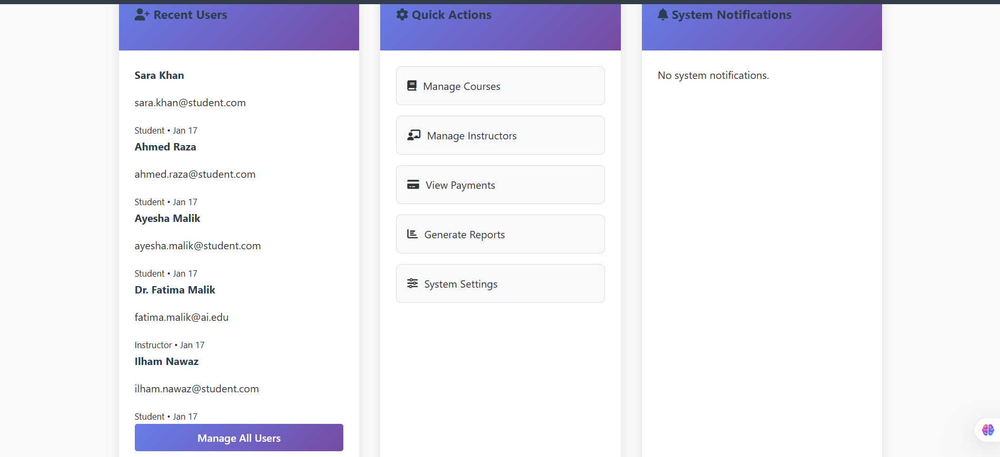 Recent Users
Sara Khan
sara.khan@student.com
Student • Jan 17
Ahmed Raza
ahmed.raza@student.com
Student • Jan 17
Ayesha Malik
ayesha.malik@student.com
Student • Jan 17
Dr. Fatima Malik
fatima.malik@ai.edu
Instructor • Jan 17
Ilham Nawaz
ilham.nawaz@student.com
Student • Jan 17
Manage All Users
Quick Actions
Manage Courses
Manage Instructors
View Payments
Generate Reports
System Settings
System Notifications
No system notifications.